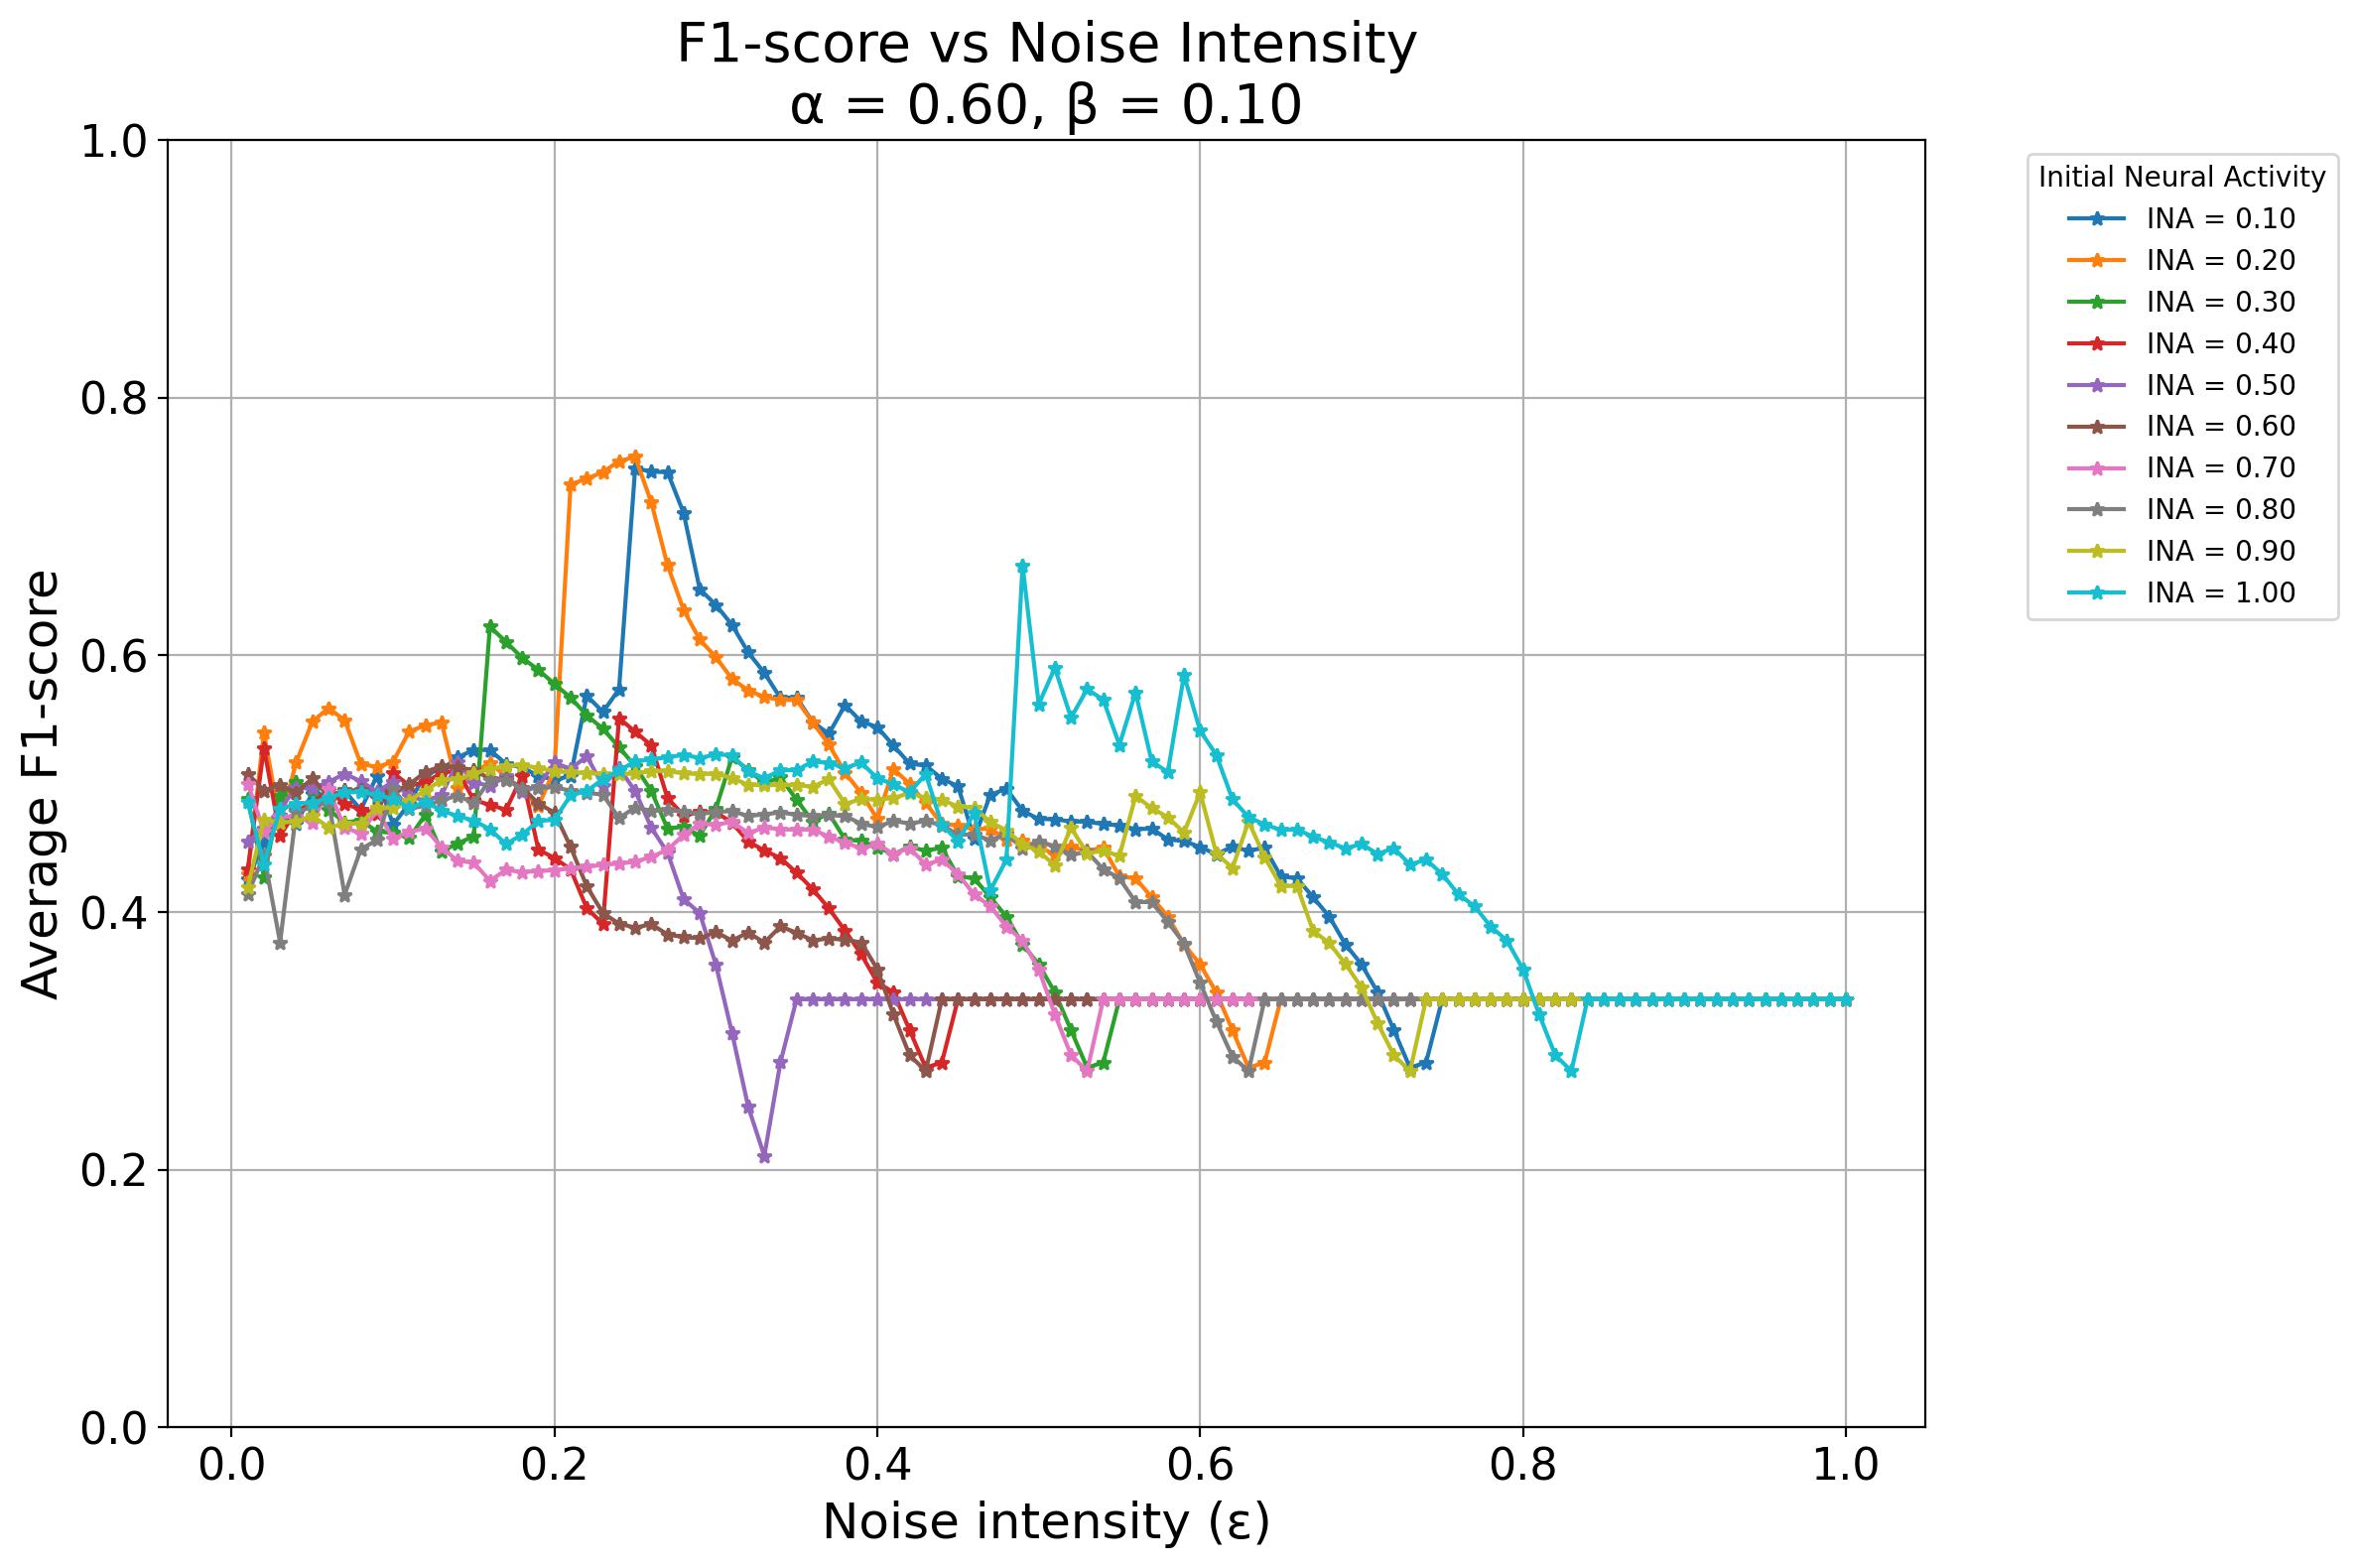 F1-score vs Noise Intensity
α = 0.60, β = 0.10
1.0
0.8
0.6
0.4
0.2
0.0
Average F1-score
0.0 0.2 0.4 0.6 0.8 1.0
Noise intensity (ε)
Initial Neural Activity
INA = 0.10
INA = 0.20
INA = 0.30
INA = 0.40
INA = 0.50
INA = 0.60
INA = 0.70
INA = 0.80
INA = 0.90
INA = 1.00